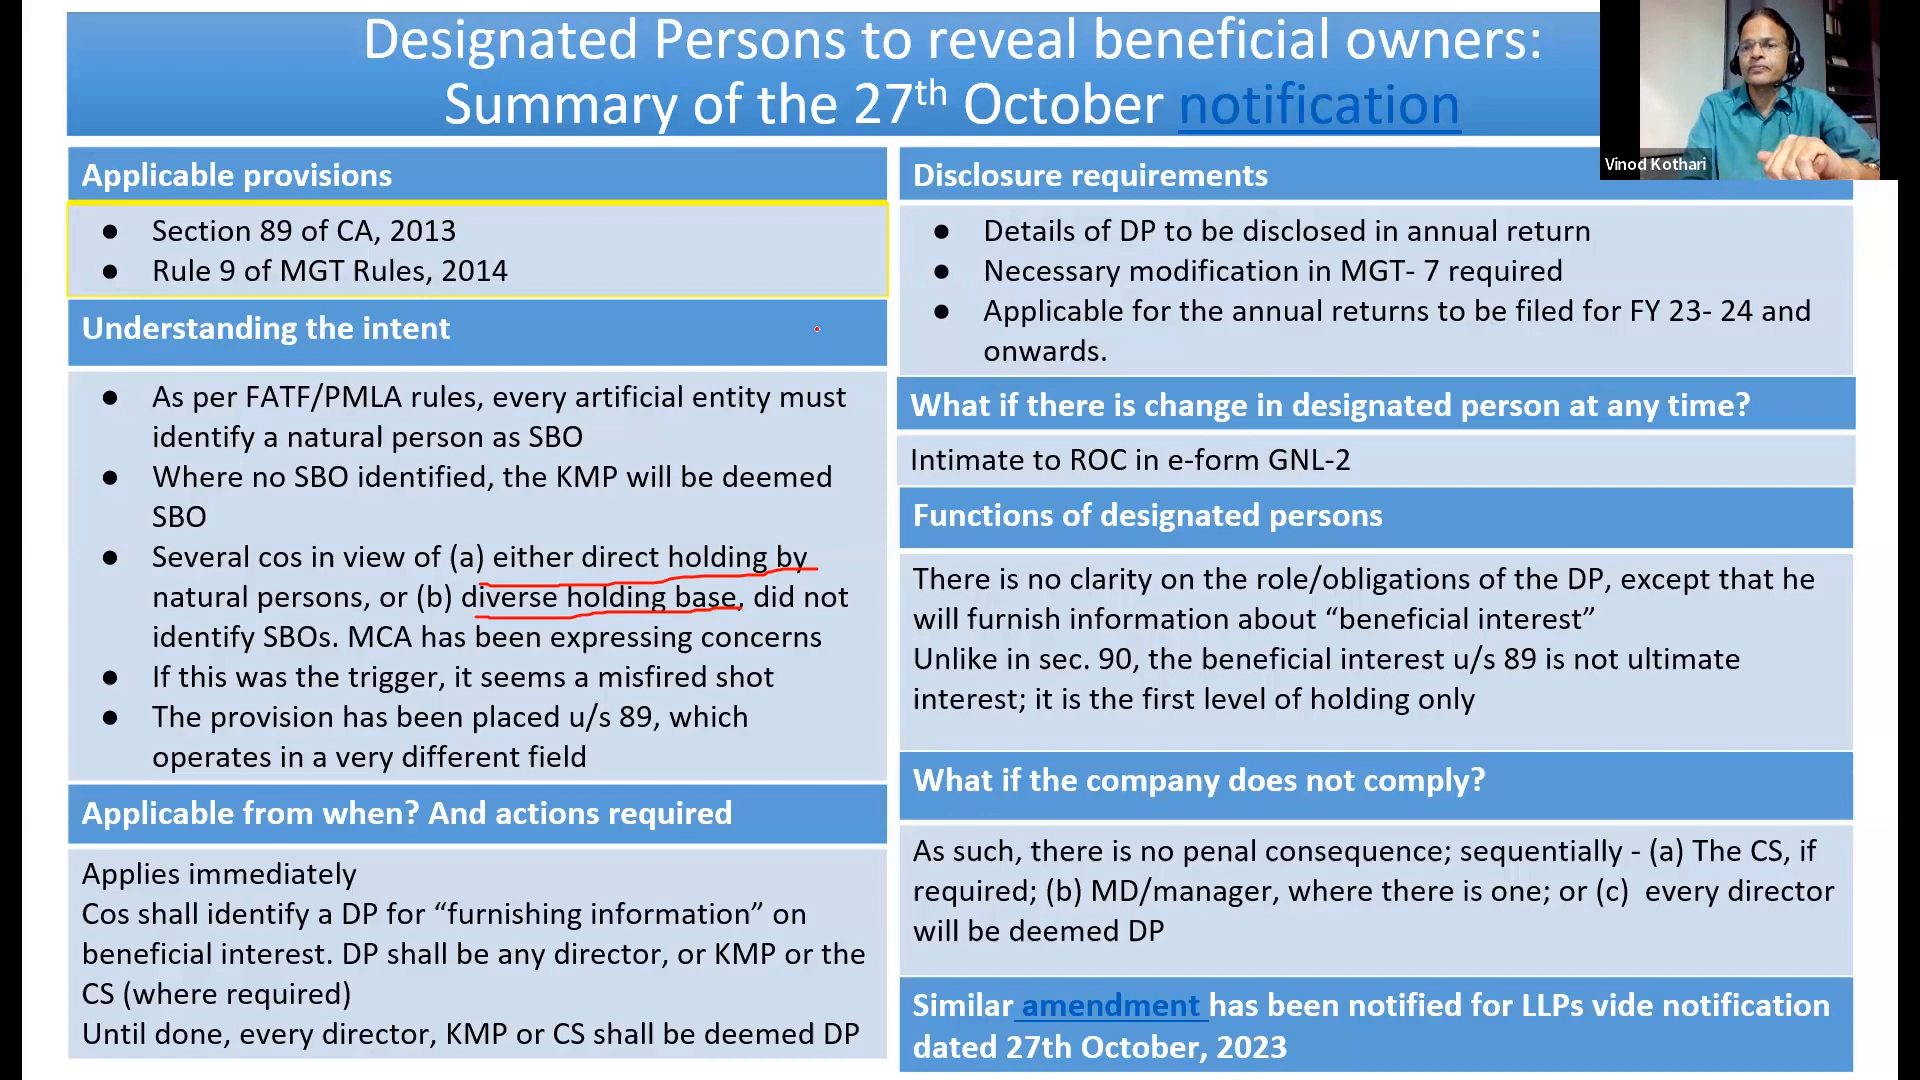 Designated Persons to reveal beneficial owners:
Summary of the 27th October notification
Vinod Kothari
Applicable provisions
● Section 89 of CA, 2013
● Rule 9 of MGT Rules, 2014
Understanding the intent
● As per FATF/PMLA rules, every artificial entity must
identify a natural person as SBO
● Where no SBO identified, the KMP will be deemed
SBO
● Several cos in view of (a) either direct holding by
natural persons, or (b) diverse holding base, did not
identify SBOs. MCA has been expressing concerns
● If this was the trigger, it seems a misfired shot
● The provision has been placed u/s 89, which
operates in a very different field
Applicable from when? And actions required
Applies immediately
Cos shall identify a DP for “furnishing information” on
beneficial interest. DP shall be any director, or KMP or the
CS (where required)
Until done, every director, KMP or CS shall be deemed DP
Disclosure requirements
● Details of DP to be disclosed in annual return
● Necessary modification in MGT- 7 required
● Applicable for the annual returns to be filed for FY 23- 24 and
onwards.
What if there is change in designated person at any time?
Intimate to ROC in e-form GNL-2
Functions of designated persons
There is no clarity on the role/obligations of the DP, except that he
will furnish information about “beneficial interest”
Unlike in sec. 90, the beneficial interest u/s 89 is not ultimate
interest; it is the first level of holding only
What if the company does not comply?
As such, there is no penal consequence; sequentially - (a) The CS, if
required; (b) MD/manager, where there is one; or (c) every director
will be deemed DP
Similar amendment has been notified for LLPs vide notification
dated 27th October, 2023